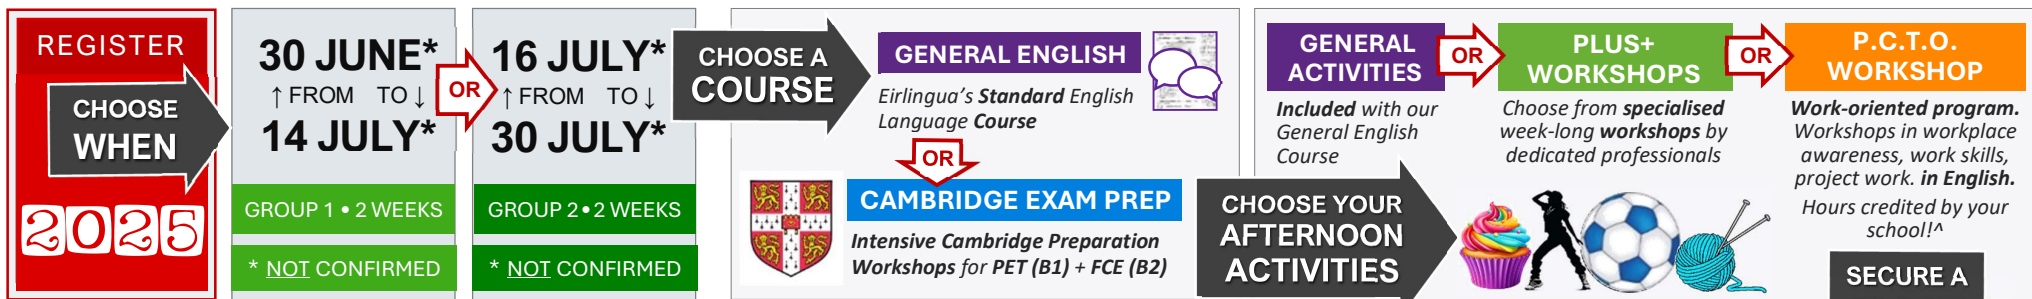 REGISTER
CHOOSE
WHEN
2025
30 JUNE*
↑ FROM TO ↓
14 JULY*
GROUP 1 • 2 WEEKS
* NOT CONFIRMED
OR
16 JULY*
↑ FROM TO ↓
30 JULY*
GROUP 2 • 2 WEEKS
* NOT CONFIRMED
CHOOSE A
COURSE
GENERAL ENGLISH
Eirlingua's Standard English
Language Course
OR
CAMBRIDGE EXAM PREP
Intensive Cambridge Preparation
Workshops for PET (B1) + FCE (B2)
CHOOSE YOUR
AFTERNOON
ACTIVITIES
GENERAL
ACTIVITIES
Included with our
General English
Course
OR
PLUS+
WORKSHOPS
Choose from specialised
week-long workshops by
dedicated professionals
OR
P.C.T.O.
WORKSHOP
Work-oriented program.
Workshops in workplace
awareness, work skills,
project work. in English.
Hours credited by your
school!^
SECURE A